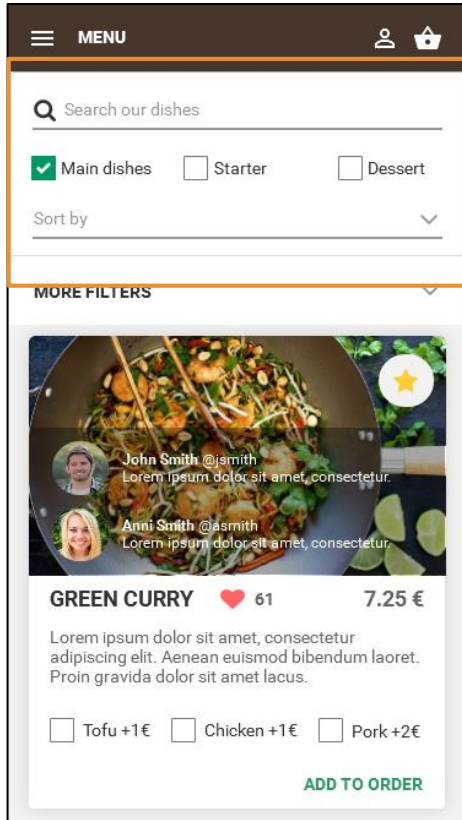 MENU
Search our dishes
Main dishes Starter Dessert
Sort by
MORE FILTERS
John Smith @jsmith
Lorem ipsum dolor sit amet, consectetur.
Anni Smith @asmith
Lorem ipsum dolor sit amet, consectetur.
GREEN CURRY 61 7.25 €
Lorem ipsum dolor sit amet, consectetur
adipiscing elit. Aenean euismod bibendum laoret.
Proin gravida dolor sit amet lacus.
Tofu +1€ Chicken +1€ Pork +2€
ADD TO ORDER